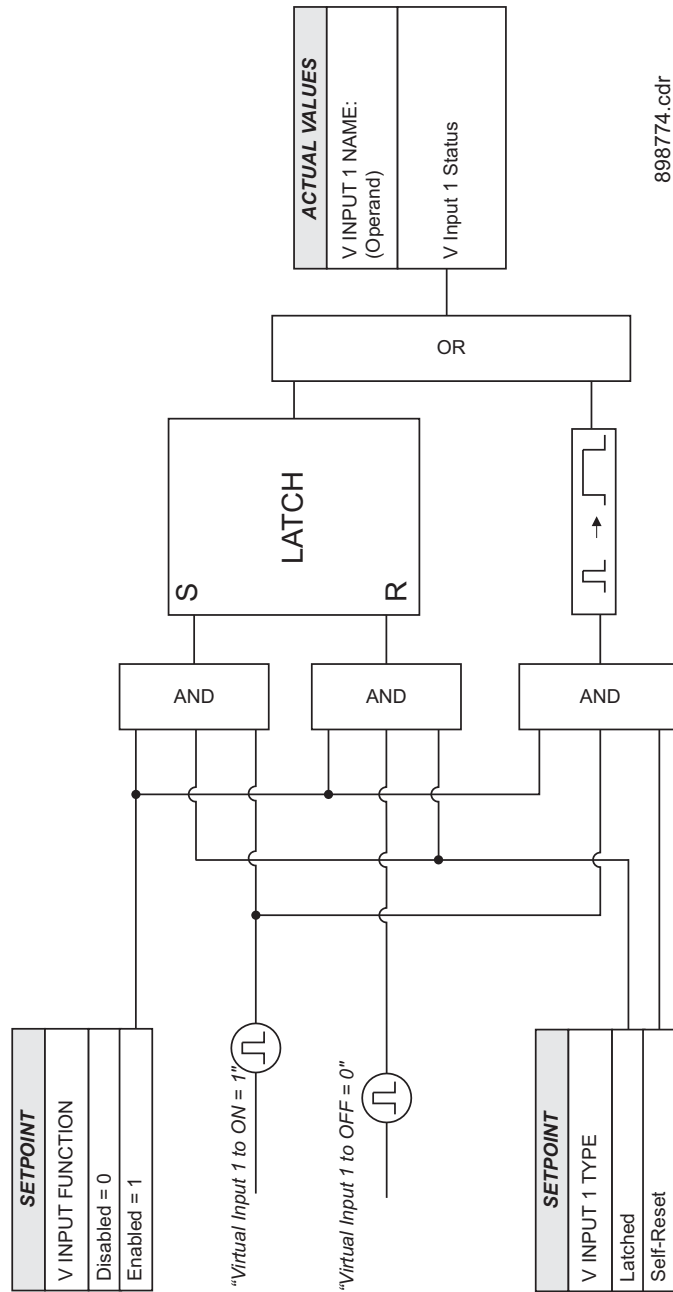 SETPOINT
V INPUT FUNCTION
Disabled = 0
Enabled = 1
"Virtual Input 1 to ON = 1"
"Virtual Input 1 to OFF = 0"
SETPOINT
V INPUT 1 TYPE
Latched
Self-Reset
AND
AND
AND
S
R
LATCH
OR
ACTUAL VALUES
V INPUT 1 NAME:
(Operand)
V Input 1 Status
898774.cdr